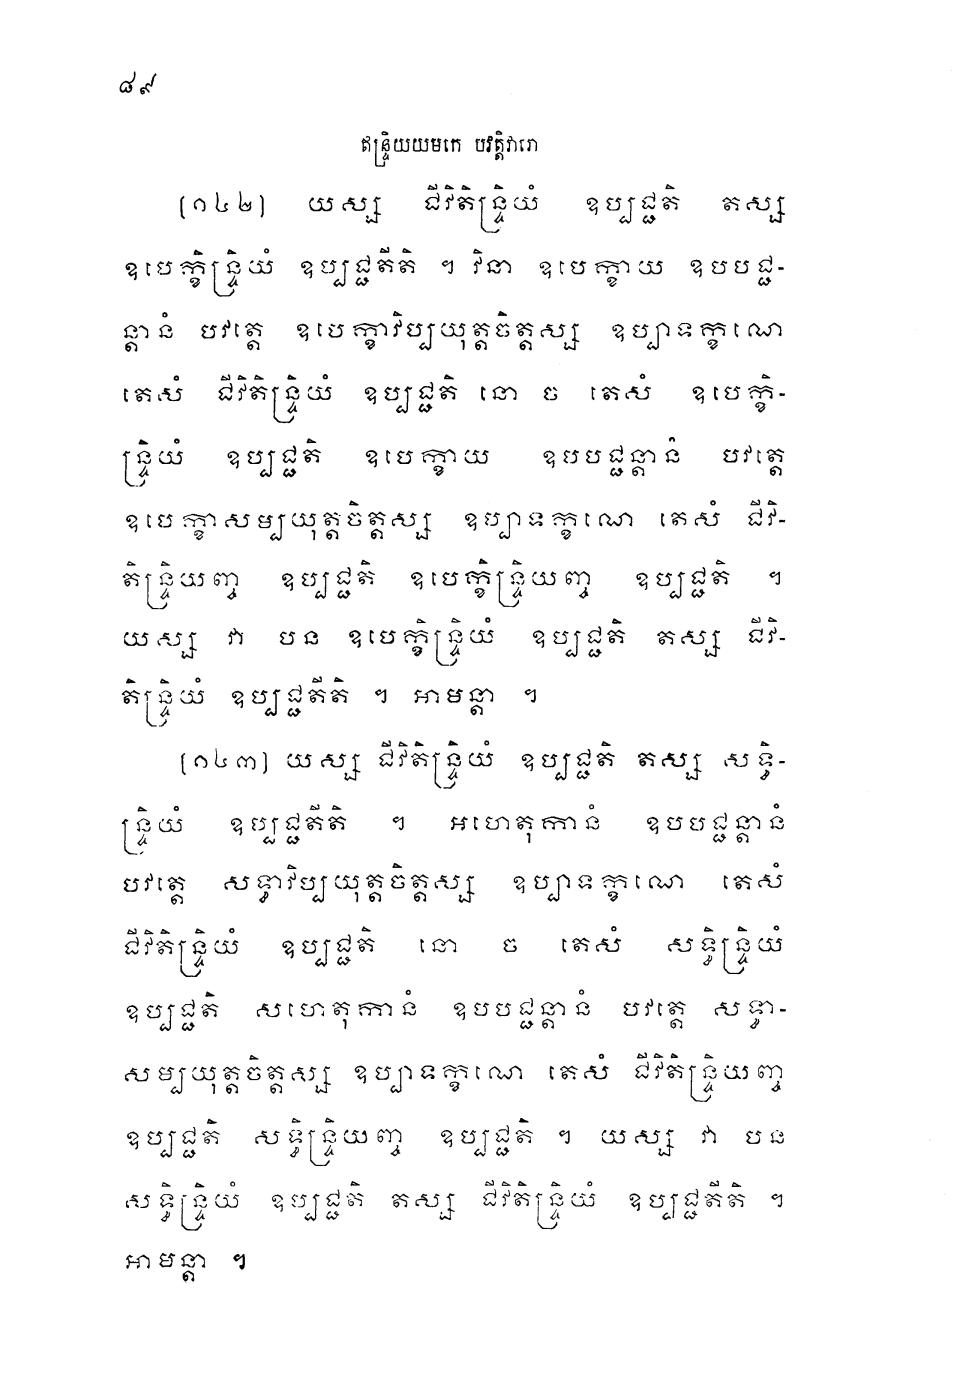 ៨៩
ឥន្ទ្រិយយមកេ បវត្តិវារោ
(១៤២) យស្ស ជីវិតិន្ទ្រិយំ ឧប្បជ្ជតិ តស្ស
ឧបេក្ខិន្ទ្រិយំ ឧប្បជ្ជតីតិ ។ វិនា ឧបេក្ខាយ ឧបបជ្ជ-
ន្តានំ បវត្តេ ឧបេក្ខាវិប្បយុត្តចិត្តស្ស ឧប្បាទក្ខណេ
តេសំ ជីវិតិន្ទ្រិយំ ឧប្បជ្ជតិ នោ ច តេសំ ឧបេក្ខិ-
ន្ទ្រិយំ ឧប្បជ្ជតិ ឧបេក្ខាយ ឧបបជ្ជន្តានំ បវត្តេ
ឧបេក្ខាសម្បយុត្តចិត្តស្ស ឧប្បាទក្ខណេ តេសំ ជីវិ-
តិន្ទ្រិយញ្ច ឧប្បជ្ជតិ ឧបេក្ខិន្ទ្រិយញ្ច ឧប្បជ្ជតិ ។
យស្ស វា បន ឧបេក្ខិន្ទ្រិយំ ឧប្បជ្ជតិ តស្ស ជីវិ-
តិន្ទ្រិយំ ឧប្បជ្ជតីតិ ។ អាមន្តា ។
(១៤៣) យស្ស ជីវិតិន្ទ្រិយំ ឧប្បជ្ជតិ តស្ស សទ្ធិ-
ន្ទ្រិយំ ឧប្បជ្ជតីតិ ។ អហេតុកានំ ឧបបជ្ជន្តានំ
បវត្តេ សទ្ធាវិប្បយុត្តចិត្តស្ស ឧប្បាទក្ខណេ តេសំ
ជីវិតិន្ទ្រិយំ ឧប្បជ្ជតិ នោ ច តេសំ សទ្ធិន្ទ្រិយំ
ឧប្បជ្ជតិ សហេតុកានំ ឧបបជ្ជន្តានំ បវត្តេ សទ្ធា-
សម្បយុត្តចិត្តស្ស ឧប្បាទក្ខណេ តេសំ ជីវិតិន្ទ្រិយញ្ច
ឧប្បជ្ជតិ សទ្ធិន្ទ្រិយញ្ច ឧប្បជ្ជតិ ។ យស្ស វា បន
សទ្ធិន្ទ្រិយំ ឧប្បជ្ជតិ តស្ស ជីវិតិន្ទ្រិយំ ឧប្បជ្ជតីតិ ។
អាមន្តា ។